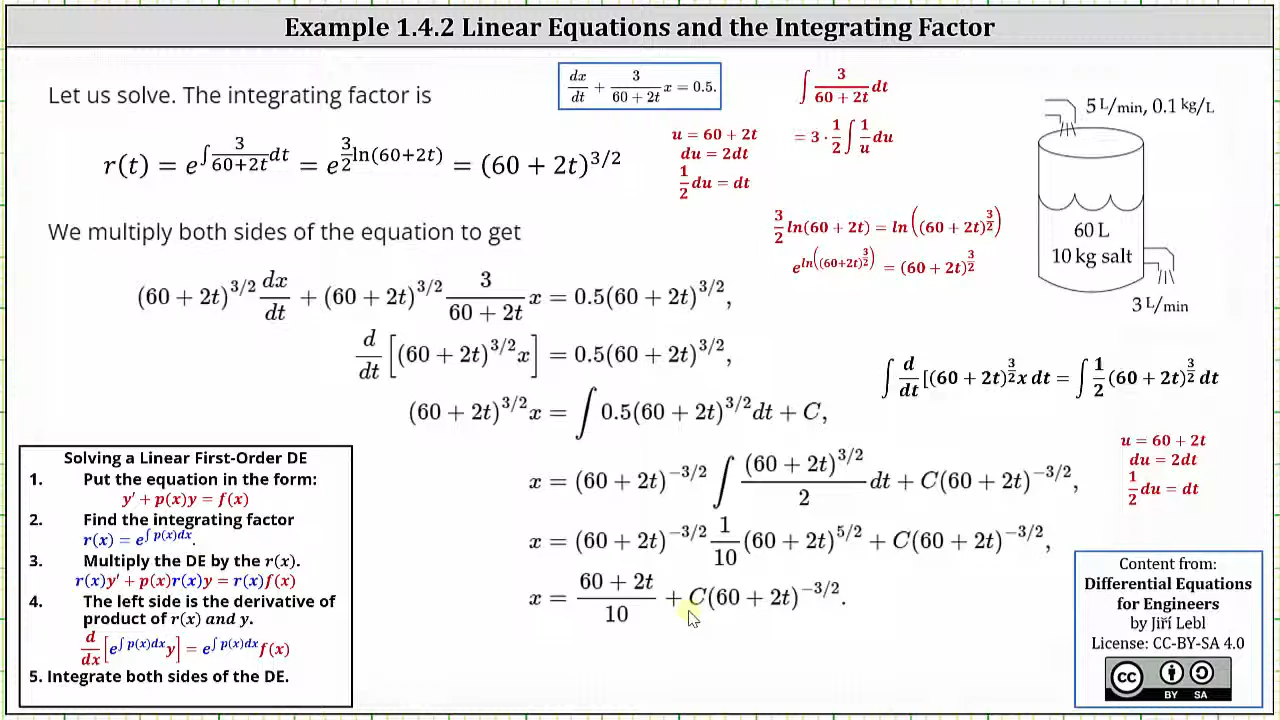 Example 1.4.2 Linear Equations and the Integrating Factor
Let us solve. The integrating factor is
dx/dt + 3/(60 + 2t) x = 0.5.
r(t) = e^(∫ 3/(60+2t) dt) = e^(3/2 ln(60+2t)) = (60 + 2t)^(3/2)
u = 60 + 2t
du = 2dt
1/2 du = dt
∫ 3/(60 + 2t) dt
= 3 · 1/2 ∫ 1/u du
3/2 ln(60 + 2t) = ln((60 + 2t)^(3/2))
e^(ln((60+2t)^(3/2))) = (60 + 2t)^(3/2)
5 L/min, 0.1 kg/L
60 L
10 kg salt
3 L/min
We multiply both sides of the equation to get
(60 + 2t)^(3/2) dx/dt + (60 + 2t)^(3/2) 3/(60 + 2t) x = 0.5(60 + 2t)^(3/2),
d/dt [(60 + 2t)^(3/2) x] = 0.5(60 + 2t)^(3/2),
(60 + 2t)^(3/2) x = ∫ 0.5(60 + 2t)^(3/2) dt + C,
x = (60 + 2t)^(−3/2) ∫ (60 + 2t)^(3/2)/2 dt + C(60 + 2t)^(−3/2),
x = (60 + 2t)^(−3/2) 1/10 (60 + 2t)^(5/2) + C(60 + 2t)^(−3/2),
x = (60 + 2t)/10 + C(60 + 2t)^(−3/2).
∫ d/dt [(60 + 2t)^(3/2) x dt = ∫ 1/2 (60 + 2t)^(3/2) dt
u = 60 + 2t
du = 2dt
1/2 du = dt
Solving a Linear First-Order DE
1. Put the equation in the form:
y′ + p(x)y = f(x)
2. Find the integrating factor
r(x) = e^(∫ p(x)dx).
3. Multiply the DE by the r(x).
r(x)y′ + p(x)r(x)y = r(x)f(x)
4. The left side is the derivative of
product of r(x) and y.
d/dx [e^(∫ p(x)dx) y] = e^(∫ p(x)dx) f(x)
5. Integrate both sides of the DE.
Content from:
Differential Equations
for Engineers
by Jiří Lebl
License: CC-BY-SA 4.0
cc
BY SA